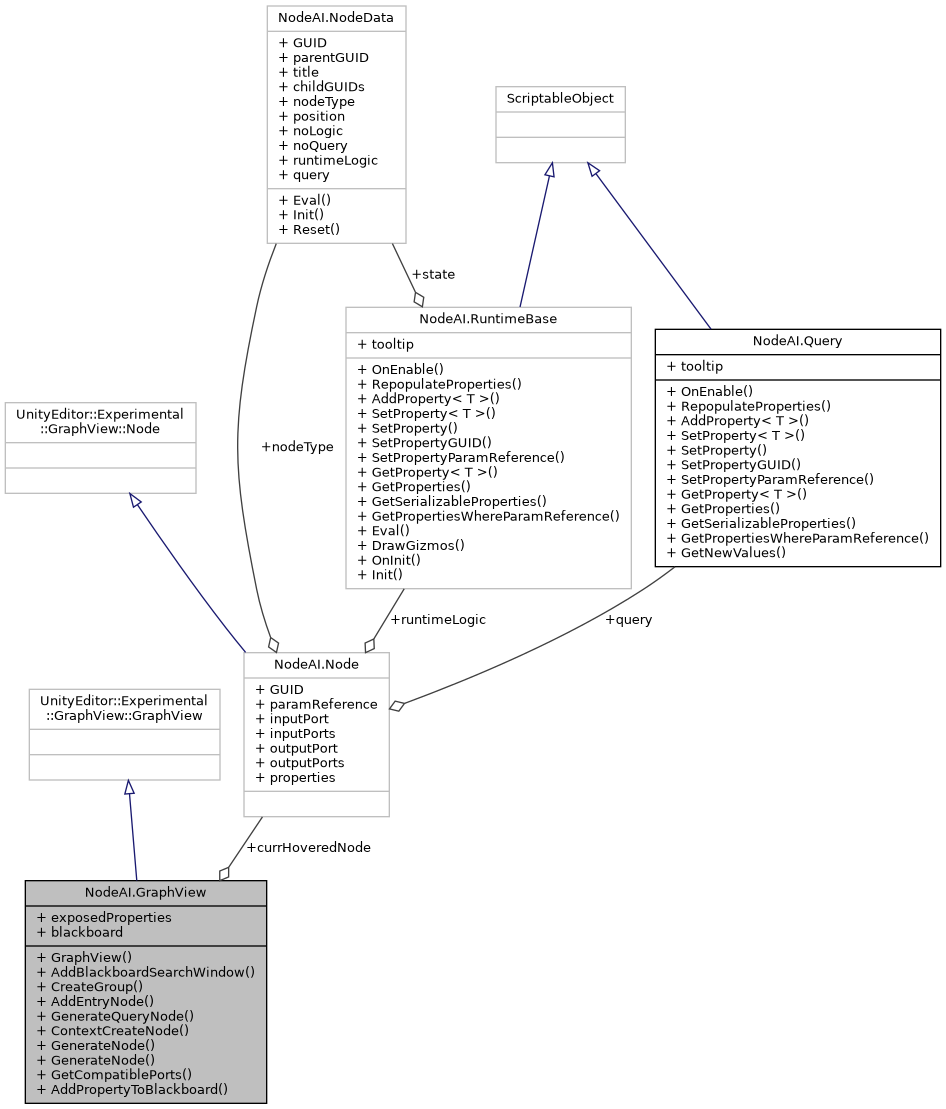 NodeAI.NodeData
+ GUID
+ parentGUID
+ title
+ childGUIDs
+ nodeType
+ position
+ noLogic
+ noQuery
+ runtimeLogic
+ query
+ Eval()
+ Init()
+ Reset()
ScriptableObject
+state
NodeAI.RuntimeBase
+ tooltip
+ OnEnable()
+ RepopulateProperties()
+ AddProperty< T >()
+ SetProperty< T >()
+ SetProperty()
+ SetPropertyGUID()
+ SetPropertyParamReference()
+ GetProperty< T >()
+ GetProperties()
+ GetSerializableProperties()
+ GetPropertiesWhereParamReference()
+ Eval()
+ DrawGizmos()
+ OnInit()
+ Init()
NodeAI.Query
+ tooltip
+ OnEnable()
+ RepopulateProperties()
+ AddProperty< T >()
+ SetProperty< T >()
+ SetProperty()
+ SetPropertyGUID()
+ SetPropertyParamReference()
+ GetProperty< T >()
+ GetProperties()
+ GetSerializableProperties()
+ GetPropertiesWhereParamReference()
+ GetNewValues()
UnityEditor::Experimental
::GraphView::Node
+nodeType
+runtimeLogic
+query
NodeAI.Node
+ GUID
+ paramReference
+ inputPort
+ inputPorts
+ outputPort
+ outputPorts
+ properties
UnityEditor::Experimental
::GraphView::GraphView
+currHoveredNode
NodeAI.GraphView
+ exposedProperties
+ blackboard
+ GraphView()
+ AddBlackboardSearchWindow()
+ CreateGroup()
+ AddEntryNode()
+ GenerateQueryNode()
+ ContextCreateNode()
+ GenerateNode()
+ GenerateNode()
+ GetCompatiblePorts()
+ AddPropertyToBlackboard()